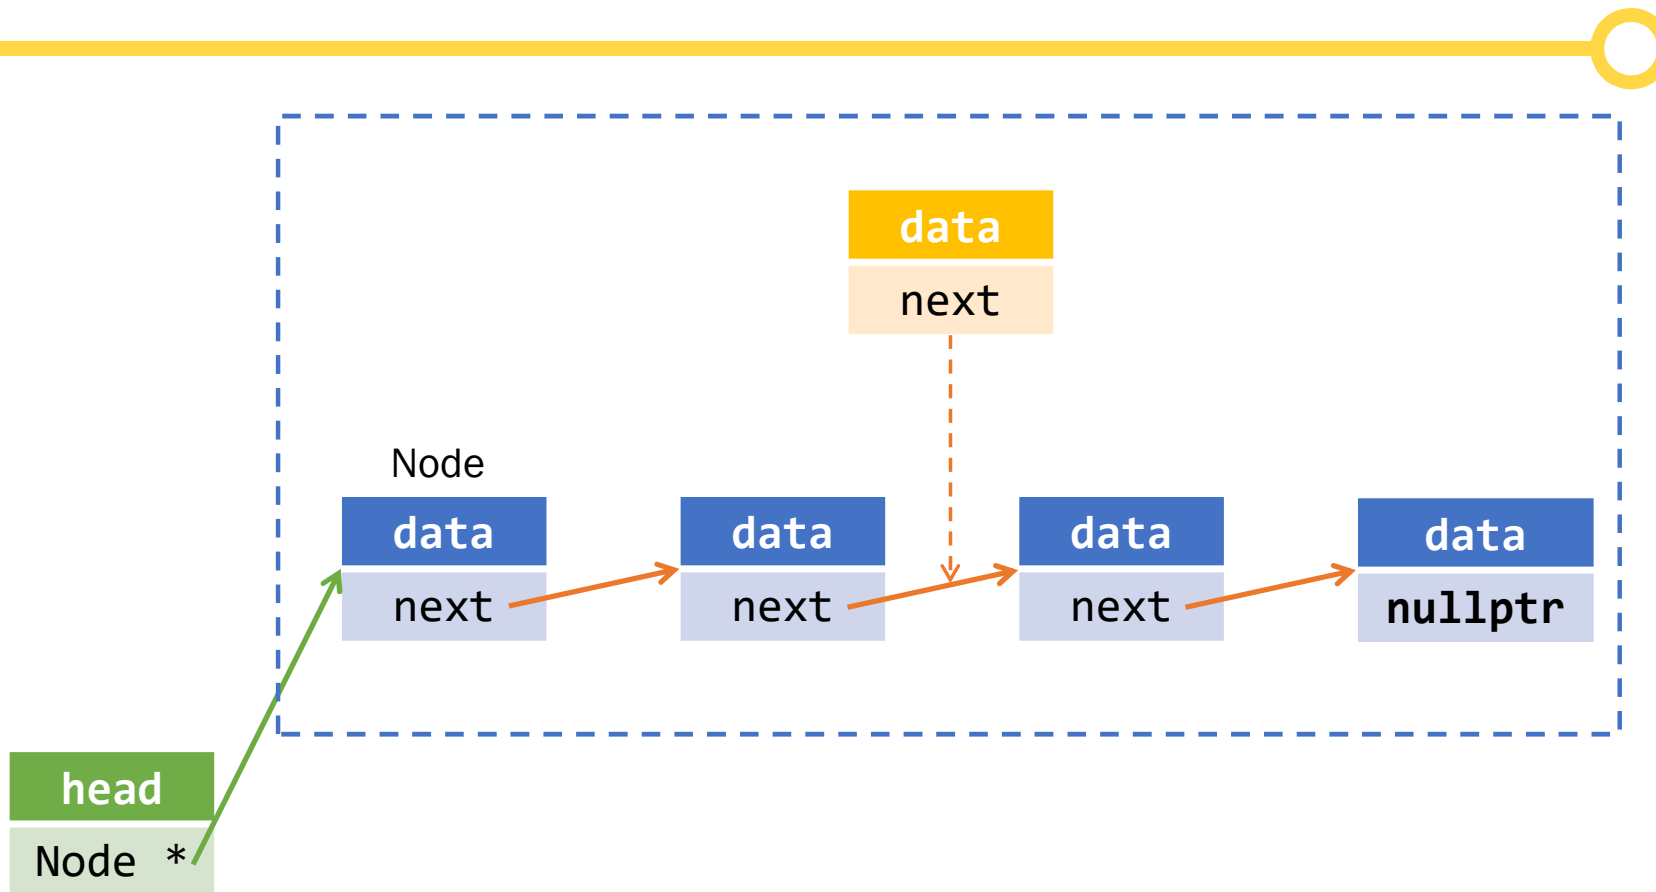 data
next
Node
data
next
data
next
data
next
data
nullptr
head
Node *